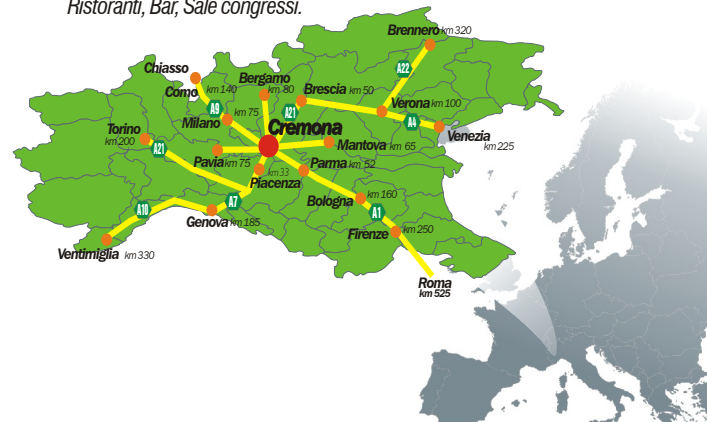 Ristoranti, Bar, Sale congressi.
Brennero km 320
Chiasso
A22
Bergamo
km 80
Como
km 140
Brescia km 50
A9
A21
Verona km 100
Milano
km 75
A4
Torino
km 200
Cremona
Venezia
km 225
A21
Mantova km 65
Pavia km 75
Parma km 52
km 33
Piacenza
km 160
Bologna
A10
A7
A1
Genova km 185
Firenze
km 250
Ventimiglia km 330
Roma
km 525